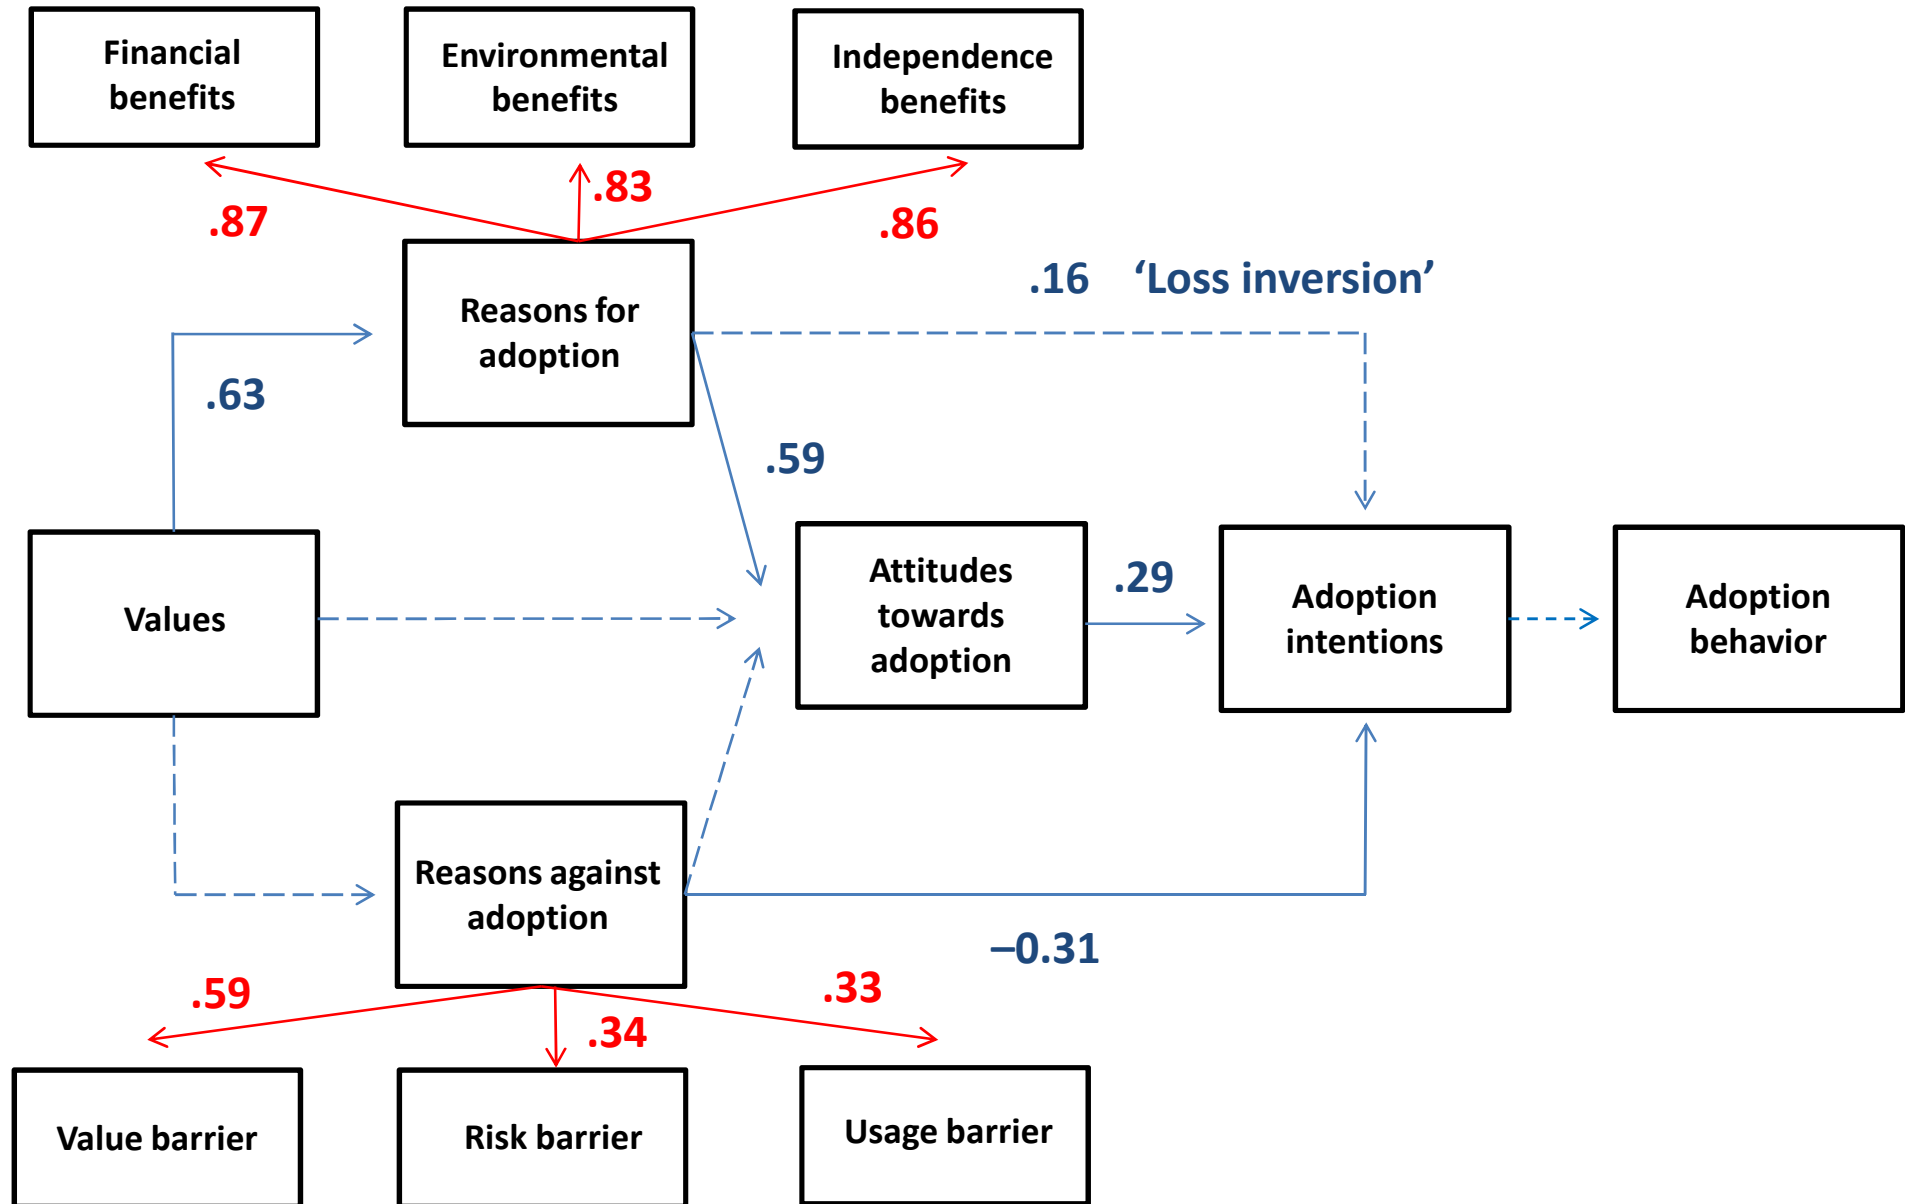 Financial
benefits
Environmental
benefits
Independence
benefits
.87
.83
.86
Reasons for
adoption
.16 ‘Loss inversion’
.63
.59
Values
Attitudes
towards
adoption
.29
Adoption
intentions
Adoption
behavior
Reasons against
adoption
–0.31
.59
.34
.33
Value barrier
Risk barrier
Usage barrier